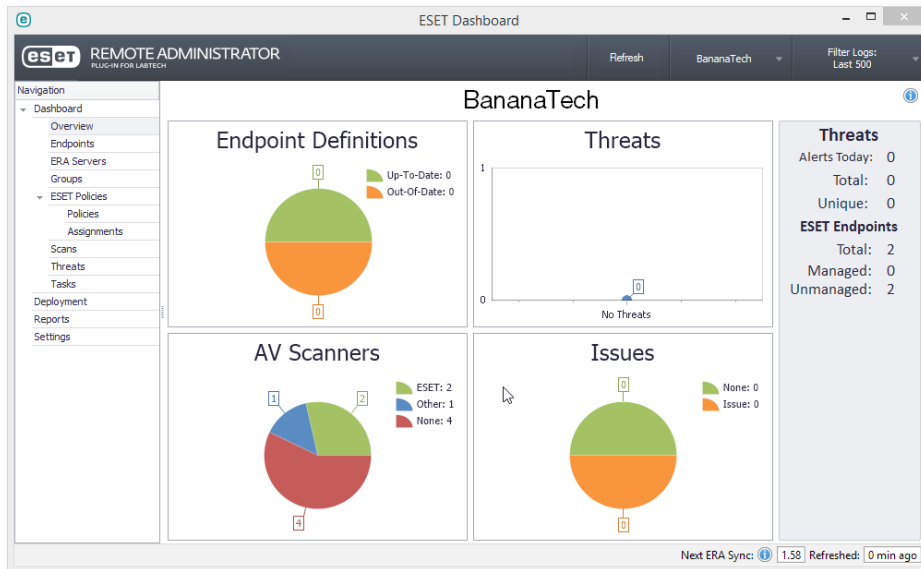 ESET Dashboard
eset REMOTE ADMINISTRATOR
PLUG-IN FOR LABTECH
Refresh
BananaTech
Filter Logs:
Last 500
Navigation
Dashboard
Overview
Endpoints
ERA Servers
Groups
ESET Policies
Policies
Assignments
Scans
Threats
Tasks
Deployment
Reports
Settings
BananaTech
Endpoint Definitions
0
Up-To-Date: 0
Out-Of-Date: 0
0
Threats
1
0
0
No Threats
AV Scanners
1
2
ESET: 2
Other: 1
None: 4
4
Issues
0
None: 0
Issue: 0
0
Threats
Alerts Today: 0
Total: 0
Unique: 0
ESET Endpoints
Total: 2
Managed: 0
Unmanaged: 2
Next ERA Sync: 1.58 Refreshed: 0 min ago